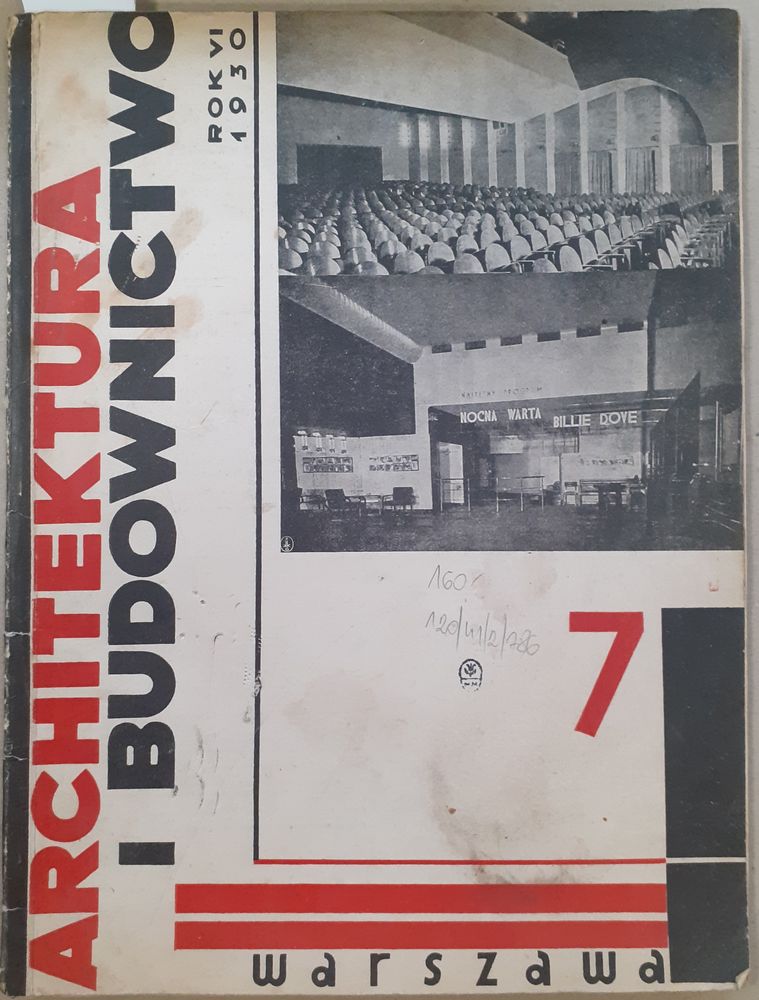 ARCHITEKTURA
I BUDOWNICTWO
ROK VI
1930
NOCNA WARTA BILLIE DOVE
160
7
warszawa